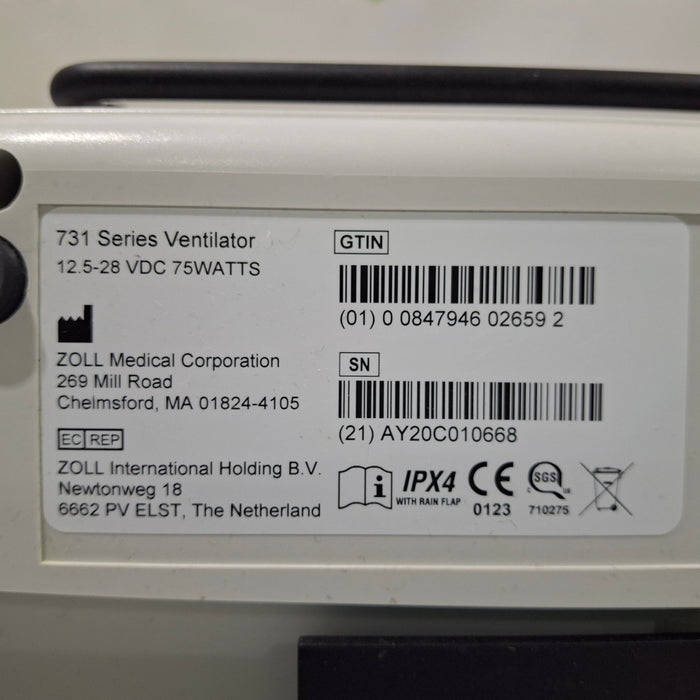 731 Series Ventilator
12.5-28 VDC 75WATTS
ZOLL Medical Corporation
269 Mill Road
Chelmsford, MA 01824-4105
EC REP
ZOLL International Holding B.V.
Newtonweg 18
6662 PV ELST, The Netherland
GTIN
(01) 0 0847946 02659 2
SN
(21) AY20C010668
i
IPX4
WITH RAIN FLAP
CE
0123
SGS
C US
710275